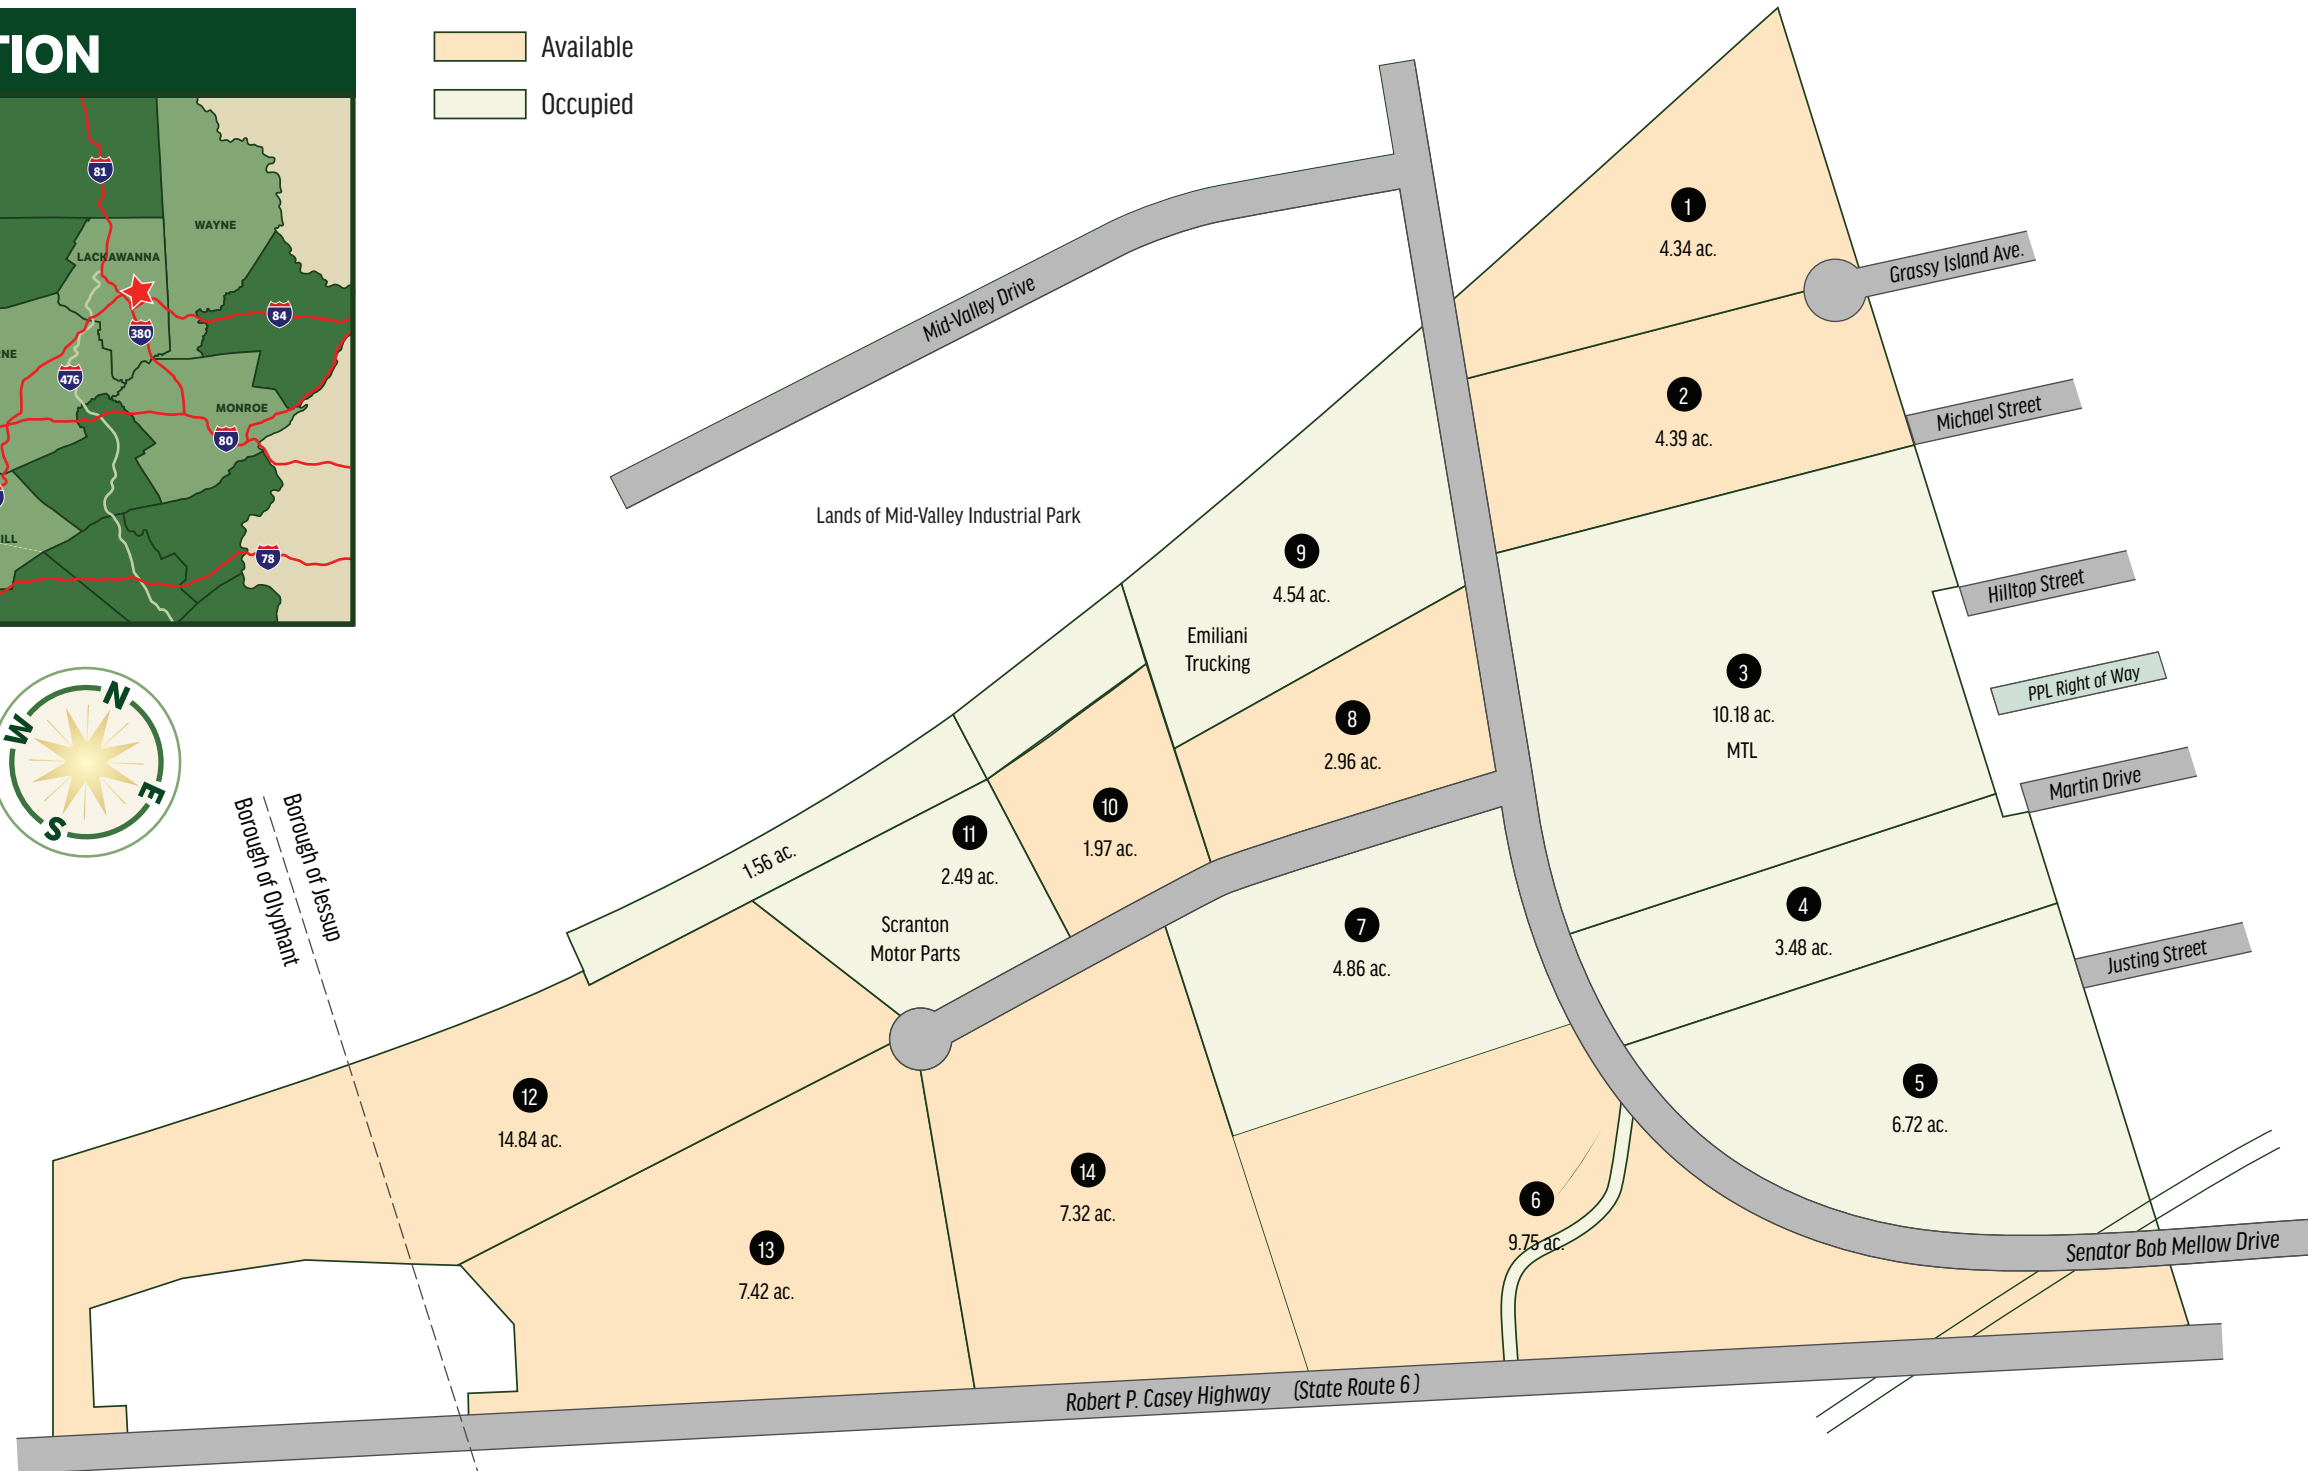 TION
Available
Occupied
81
WAYNE
LACKAWANNA
84
380
RNE
476
MONROE
80
ILL
78
N
W
E
S
Borough of Olyphant
Borough of Jessup
Mid-Valley Drive
Lands of Mid-Valley Industrial Park
1
4.34 ac.
Grassy Island Ave.
2
4.39 ac.
Michael Street
9
4.54 ac.
Emiliani
Trucking
Hilltop Street
3
10.18 ac.
MTL
PPL Right of Way
8
2.96 ac.
Martin Drive
10
1.97 ac.
11
2.49 ac.
1.56 ac.
Scranton
Motor Parts
7
4.86 ac.
4
3.48 ac.
Justing Street
5
6.72 ac.
12
14.84 ac.
14
7.32 ac.
6
9.75 ac.
13
7.42 ac.
Senator Bob Mellow Drive
Robert P. Casey Highway (State Route 6 )